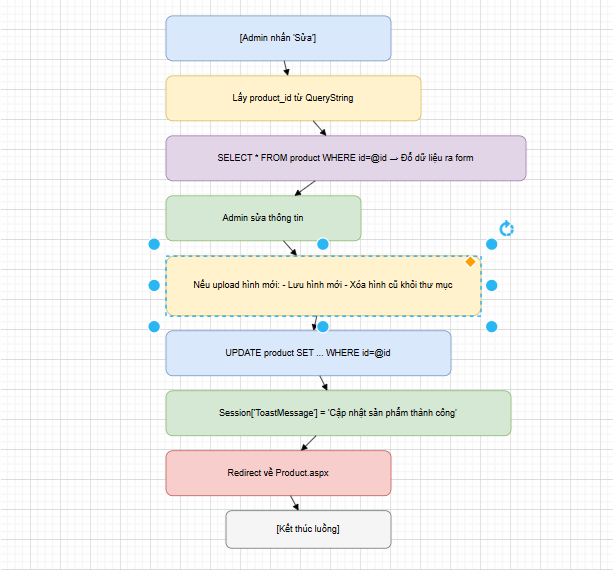 [Admin nhấn 'Sửa']
Lấy product_id từ QueryString
SELECT * FROM product WHERE id=@id → Đổ dữ liệu ra form
Admin sửa thông tin
Nếu upload hình mới: - Lưu hình mới - Xóa hình cũ khỏi thư mục
UPDATE product SET ... WHERE id=@id
Session['ToastMessage'] = 'Cập nhật sản phẩm thành công'
Redirect về Product.aspx
[Kết thúc luồng]